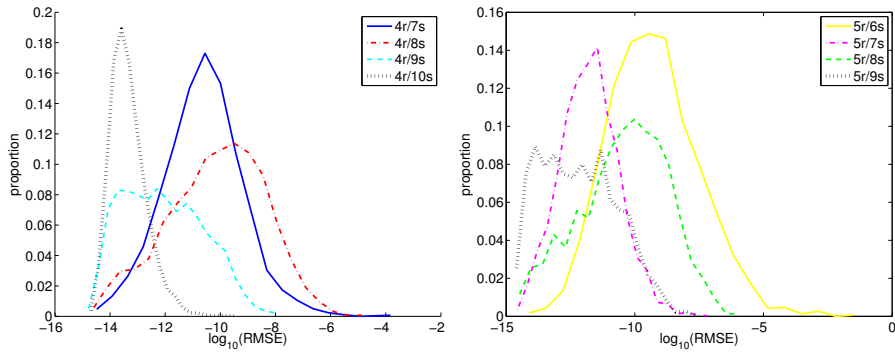 0.2
0.18
0.16
0.14
0.12
0.1
0.08
0.06
0.04
0.02
0
proportion
−16
−14
−12
−10
−8
−6
−4
−2
log10(RMSE)
4r/7s
4r/8s
4r/9s
4r/10s
0.16
0.14
0.12
0.1
0.08
0.06
0.04
0.02
0
proportion
−15
−10
−5
0
log10(RMSE)
5r/6s
5r/7s
5r/8s
5r/9s